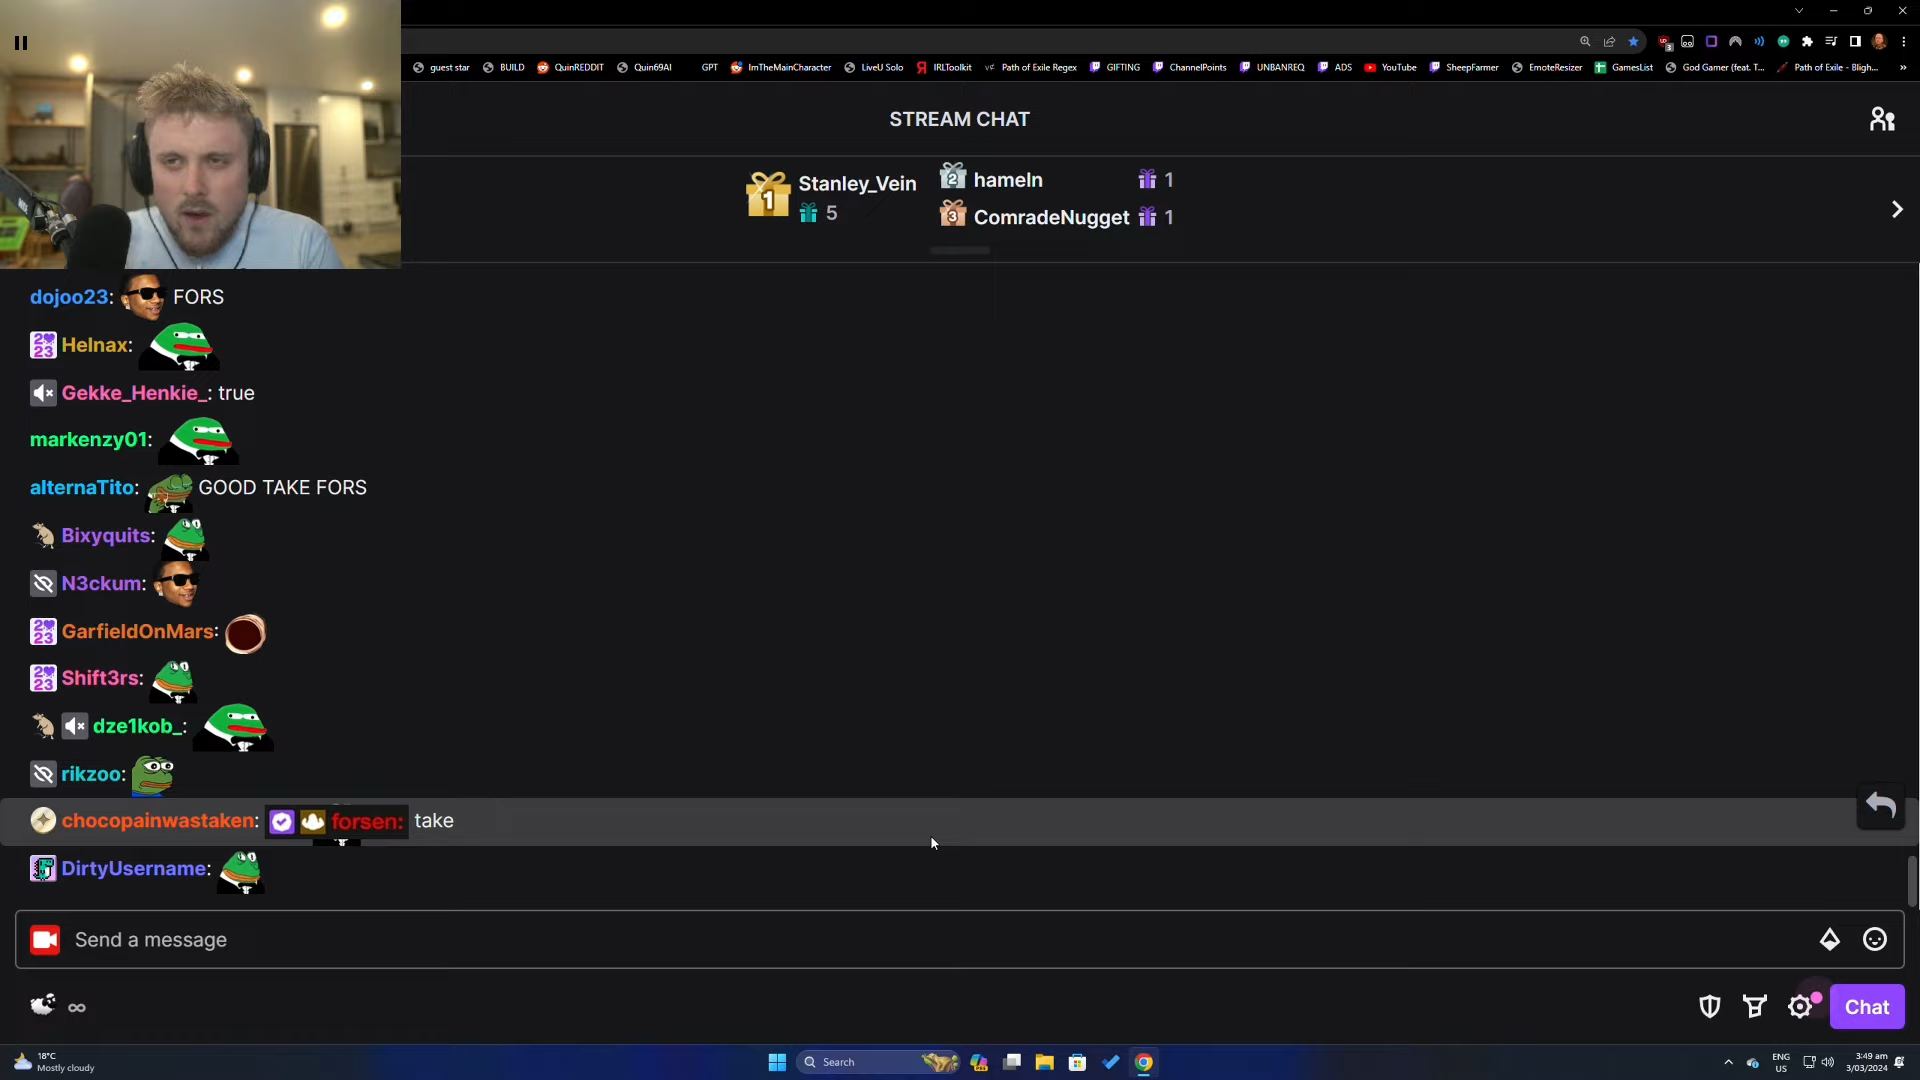 guest star BUILD QuinREDDIT Quin69AI GPT ImTheMainCharacter LiveU Solo IRLToolkit Path of Exile Regex GIFTING ChannelPoints UNBANREQ ADS YouTube SheepFarmer EmoteResizer GamesList God Gamer (feat. T... Path of Exile - Bligh... »
STREAM CHAT
1 Stanley_Vein
5
2 hameln 1
3 ComradeNugget 1
dojoo23: FORS
Helnax:
Gekke_Henkie_: true
markenzy01:
alternaTito: GOOD TAKE FORS
Bixyquits:
N3ckum:
GarfieldOnMars:
Shift3rs:
dze1kob_:
rikzoo:
chocopainwastaken: forsen: take
DirtyUsername:
Send a message
∞
Chat
18°C
Mostly cloudy
Search
ENG
US
3:49 am
3/03/2024